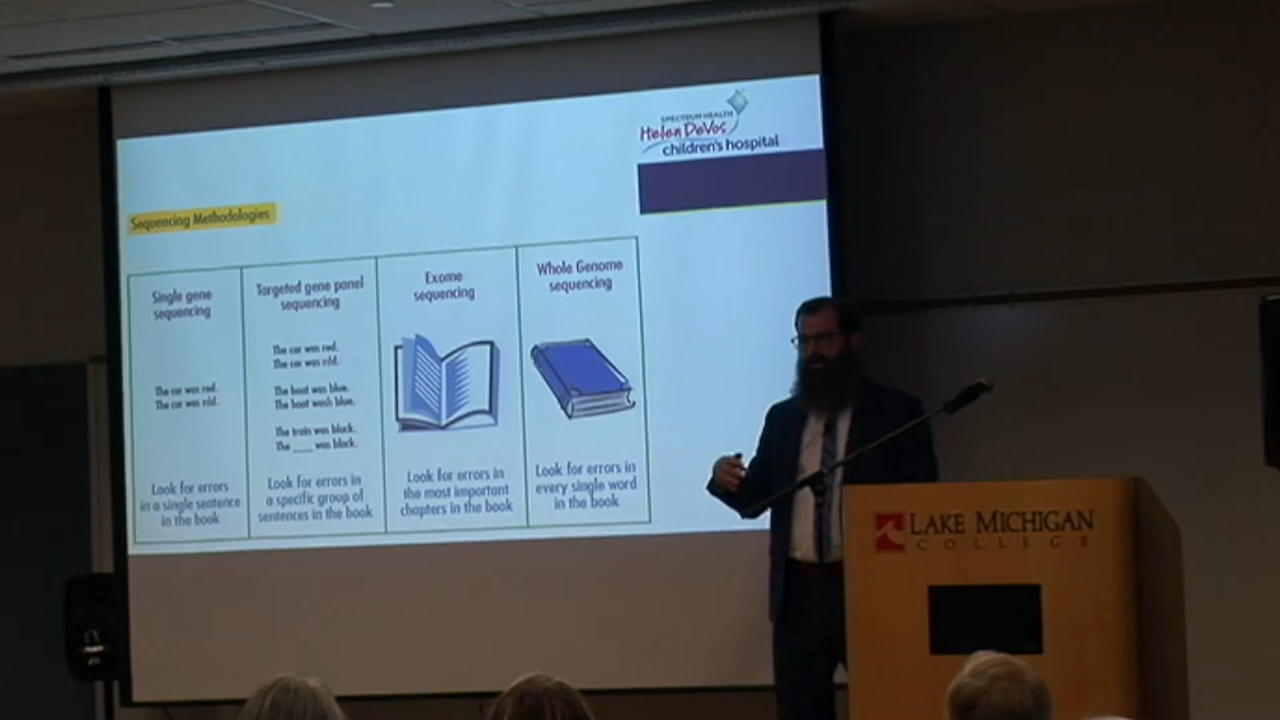 SPECTRUM HEALTH
Helen DeVos
children's hospital
Sequencing Methodologies
Single gene
sequencing
The car was red.
The car was rdd.
Look for errors
in a single sentence
in the book
Targeted gene panel
sequencing
The car was red.
The car was rdd.
The boat was blue.
The boat wash blue.
The train was black.
The ____ was black.
Look for errors in
a specific group of
sentences in the book
Exome
sequencing
Look for errors in
the most important
chapters in the book
Whole Genome
sequencing
Look for errors in
every single word
in the book
LAKE MICHIGAN
COLLEGE